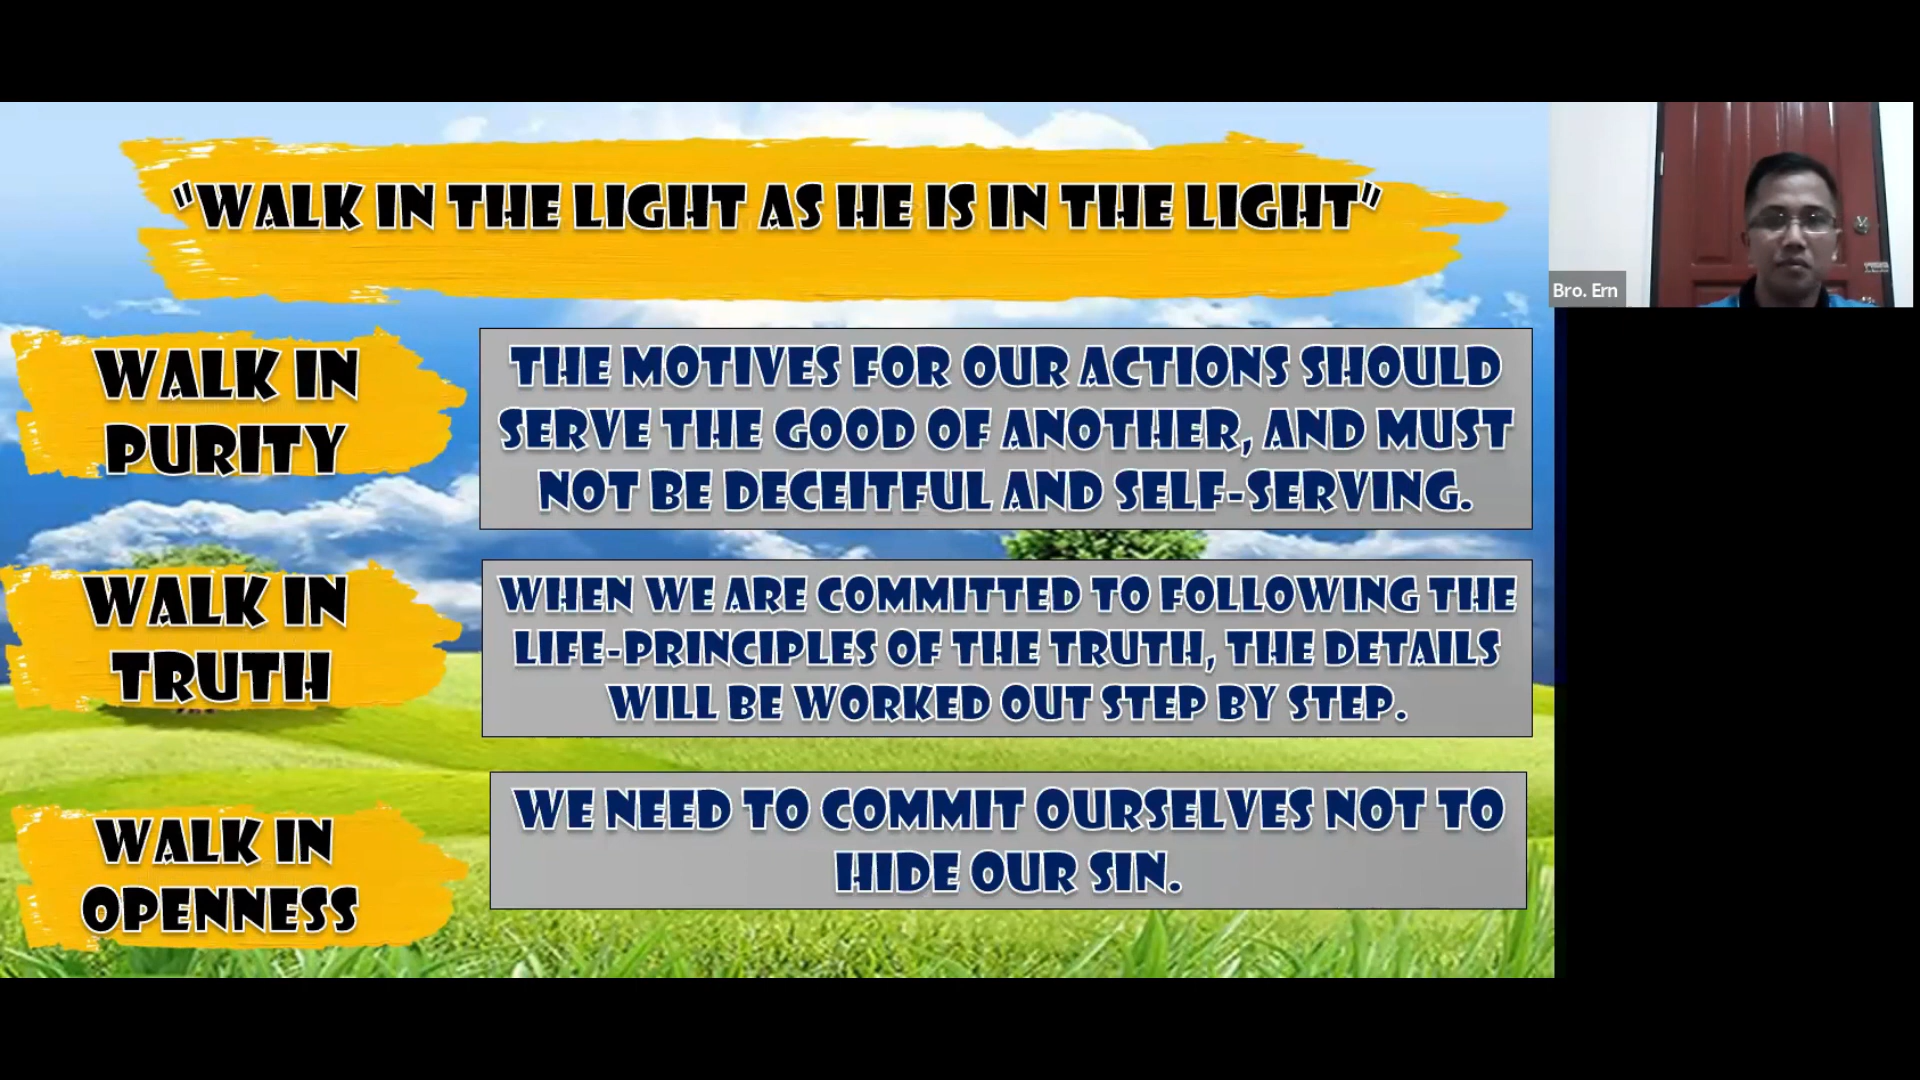 "WALK IN THE LIGHT AS HE IS IN THE LIGHT"
Bro. Ern
WALK IN
PURITY
THE MOTIVES FOR OUR ACTIONS SHOULD
SERVE THE GOOD OF ANOTHER, AND MUST
NOT BE DECEITFUL AND SELF-SERVING.
WALK IN
TRUTH
WHEN WE ARE COMMITTED TO FOLLOWING THE
LIFE-PRINCIPLES OF THE TRUTH, THE DETAILS
WILL BE WORKED OUT STEP BY STEP.
WALK IN
OPENNESS
WE NEED TO COMMIT OURSELVES NOT TO
HIDE OUR SIN.